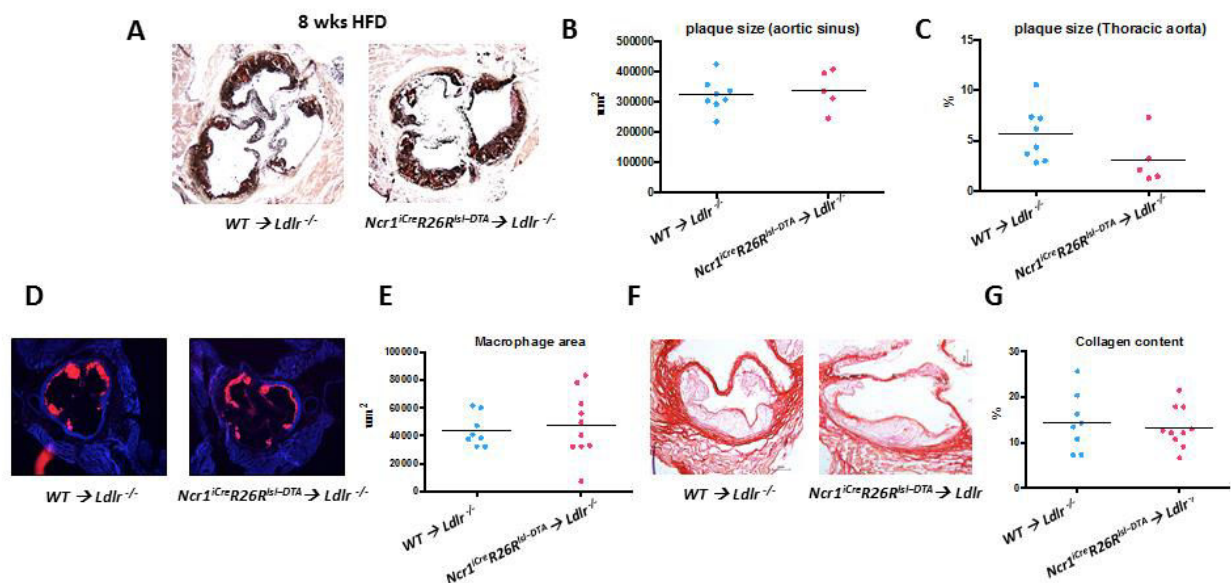 8 wks HFD
A
WT → Ldlr -/-
Ncr1iCreR26Rlsl–DTA → Ldlr -/-
B
plaque size (aortic sinus)
um2
500000
400000
300000
200000
100000
0
WT → Ldlr-/-
Ncr1iCreR26Rlsl–DTA → Ldlr-/-
C
plaque size (Thoracic aorta)
%
15
10
5
0
WT → Ldlr-/-
Ncr1iCreR26Rlsl–DTA → Ldlr-/-
D
WT → Ldlr -/-
Ncr1iCreR26Rlsl–DTA → Ldlr -/-
E
Macrophage area
um2
100000
80000
60000
40000
20000
0
WT → Ldlr-/-
Ncr1iCreR26Rlsl–DTA → Ldlr-/-
F
WT → Ldlr -/-
Ncr1iCreR26Rlsl–DTA → Ldlr
G
Collagen content
%
30
20
10
0
WT → Ldlr-/-
Ncr1iCreR26Rlsl–DTA → Ldlr-/